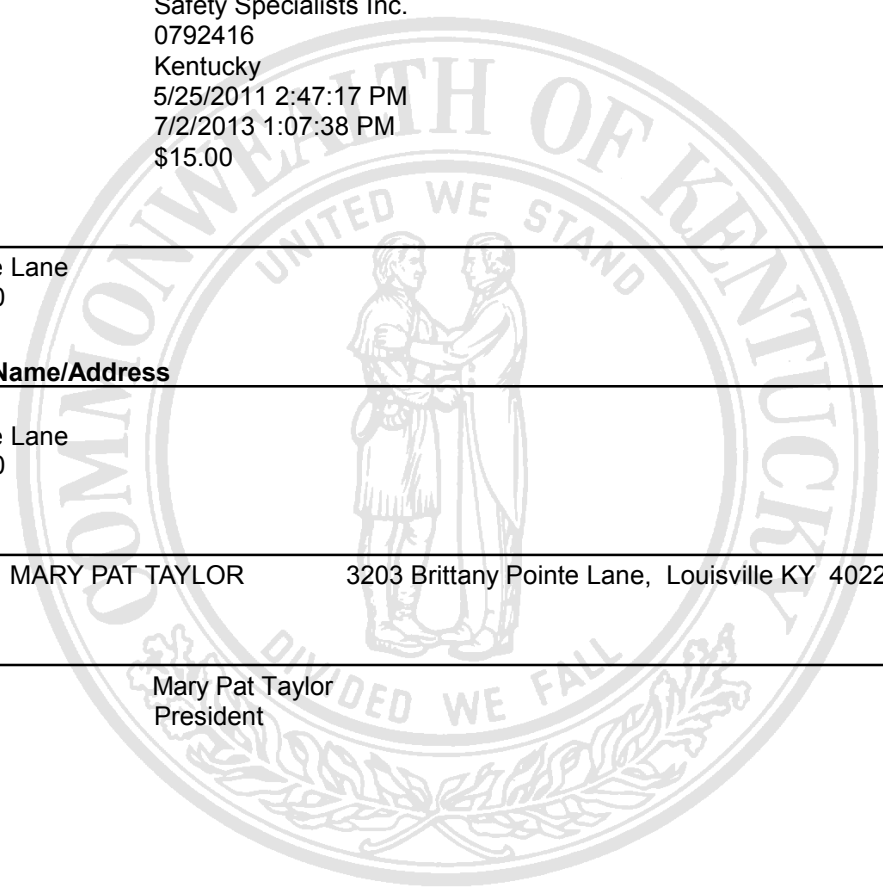 Safety Specialists Inc.
0792416
Kentucky
5/25/2011 2:47:17 PM
7/2/2013 1:07:38 PM
$15.00
e Lane
0
Name/Address
e Lane
0
MARY PAT TAYLOR 3203 Brittany Pointe Lane, Louisville KY 4022
Mary Pat Taylor
President
COMMONWEALTH OF KENTUCKY
UNITED WE STAND
DIVIDED WE FALL